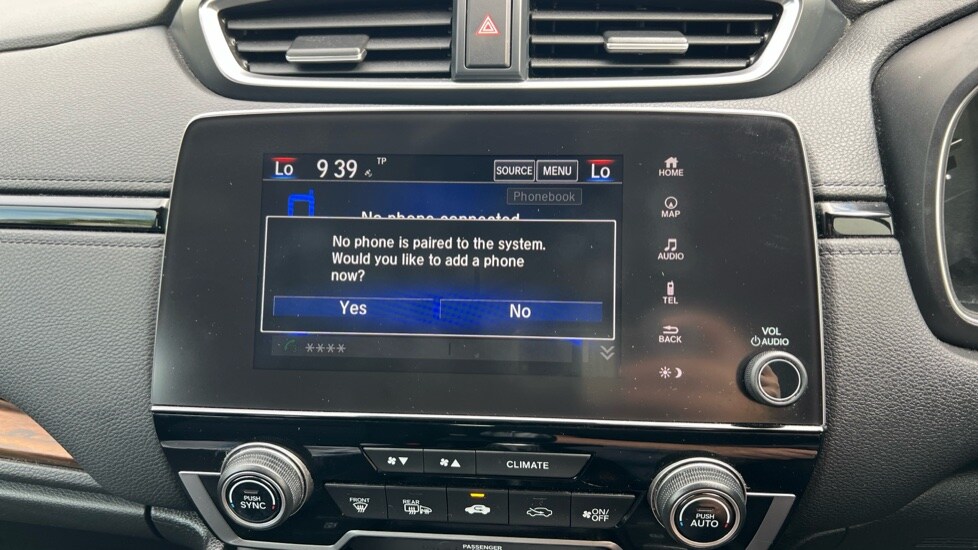 Lo 9 39 TP SOURCE MENU Lo
Phonebook
No phone connected
No phone is paired to the system.
Would you like to add a phone
now?
Yes No
****
HOME
MAP
AUDIO
TEL
BACK
VOL
AUDIO
CLIMATE
PUSH
SYNC
FRONT
REAR
ON/
OFF
PUSH
AUTO
PASSENGER